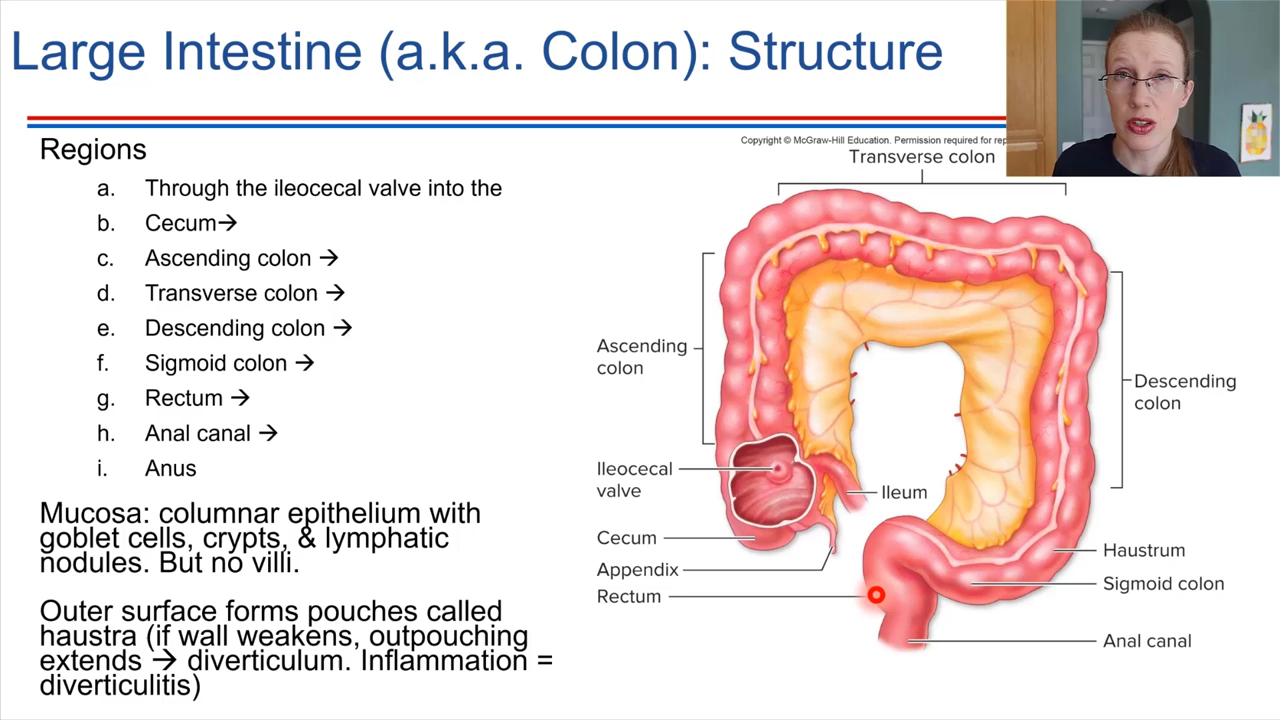 Large Intestine (a.k.a. Colon): Structure
Regions
a. Through the ileocecal valve into the
b. Cecum→
c. Ascending colon →
d. Transverse colon →
e. Descending colon →
f. Sigmoid colon →
g. Rectum →
h. Anal canal →
i. Anus
Mucosa: columnar epithelium with
goblet cells, crypts, & lymphatic
nodules. But no villi.
Outer surface forms pouches called
haustra (if wall weakens, outpouching
extends → diverticulum. Inflammation =
diverticulitis)
Copyright © McGraw-Hill Education. Permission required for
Transverse colon
Ascending
colon
Descending
colon
Ileocecal
valve
Ileum
Cecum
Appendix
Rectum
Haustrum
Sigmoid colon
Anal canal